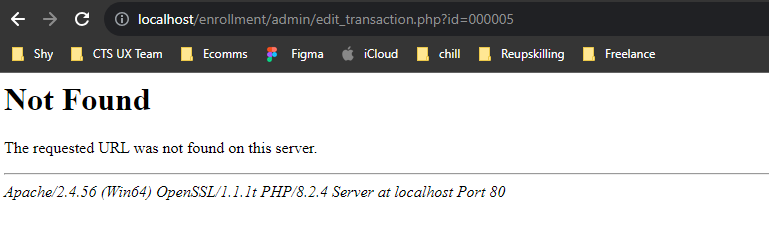 localhost/enrollment/admin/edit_transaction.php?id=000005
Shy CTS UX Team Ecomms Figma iCloud chill Reupskilling Freelance
Not Found
The requested URL was not found on this server.
Apache/2.4.56 (Win64) OpenSSL/1.1.1t PHP/8.2.4 Server at localhost Port 80